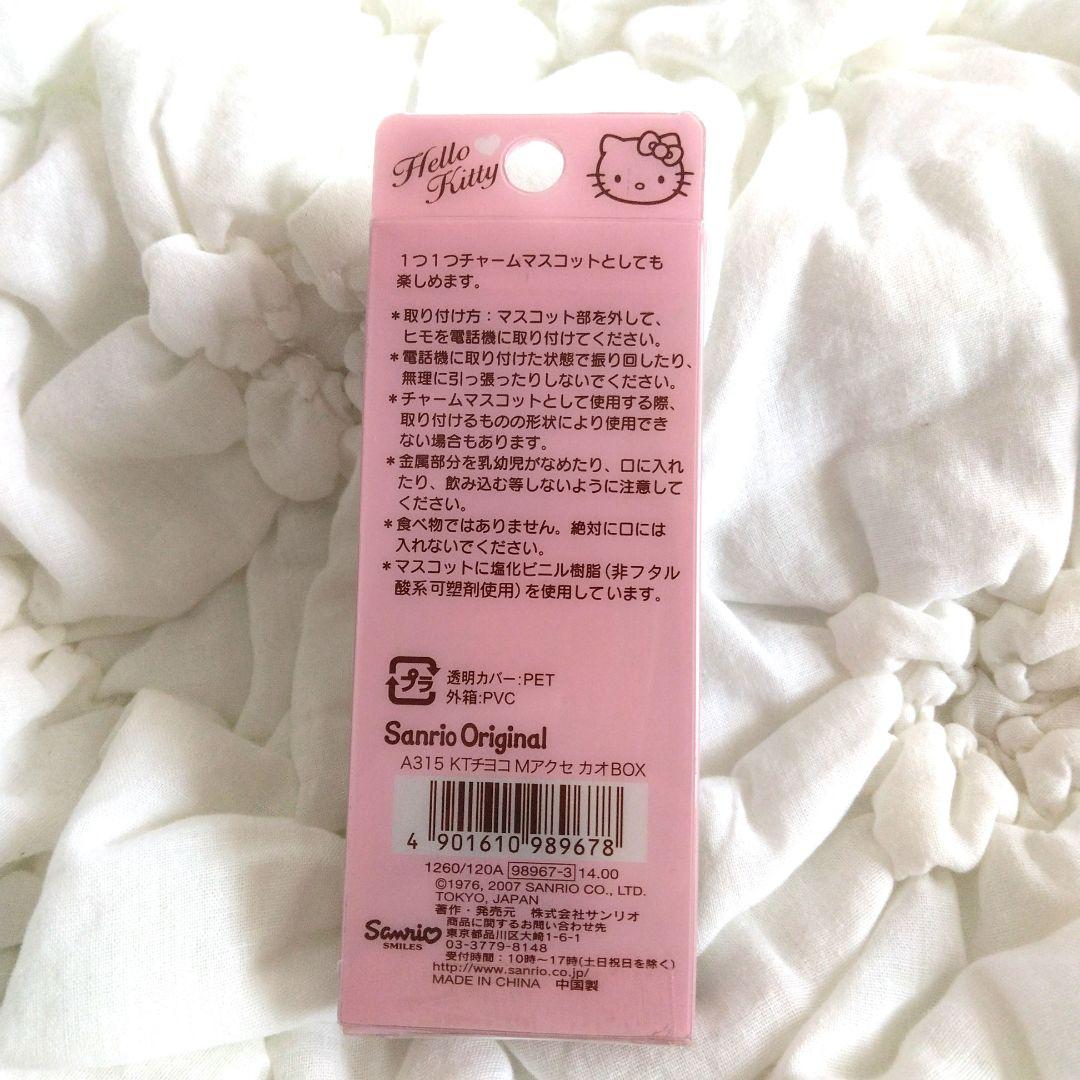 Hello
Kitty
1つ1つチャームマスコットとしても
楽しめます。
*取り付け方:マスコット部を外して、
ヒモを電話機に取り付けてください。
*電話機に取り付けた状態で振り回したり、
無理に引っ張ったりしないでください。
*チャームマスコットとして使用する際、
取り付けるものの形状により使用でき
ない場合もあります。
*金属部分を乳幼児がなめたり、口に入れ
たり、飲み込む等しないように注意して
ください。
*食べ物ではありません。絶対に口には
入れないでください。
*マスコットに塩化ビニル樹脂(非フタル
酸系可塑剤使用)を使用しています。
プラ
透明カバー:PET
外箱:PVC
Sanrio Original
A315 KTチヨコ Mアクセ カオBOX
4 901610 989678
1260/120A 98967-3 14.00
©1976, 2007 SANRIO CO., LTD.
TOKYO, JAPAN
著作・発売元 株式会社サンリオ
商品に関するお問い合わせ先
東京都品川区大崎1-6-1
03-3779-8148
受付時間:10時~17時(土日祝日を除く)
http://www.sanrio.co.jp/
MADE IN CHINA 中国製
Sanrio
SMILES